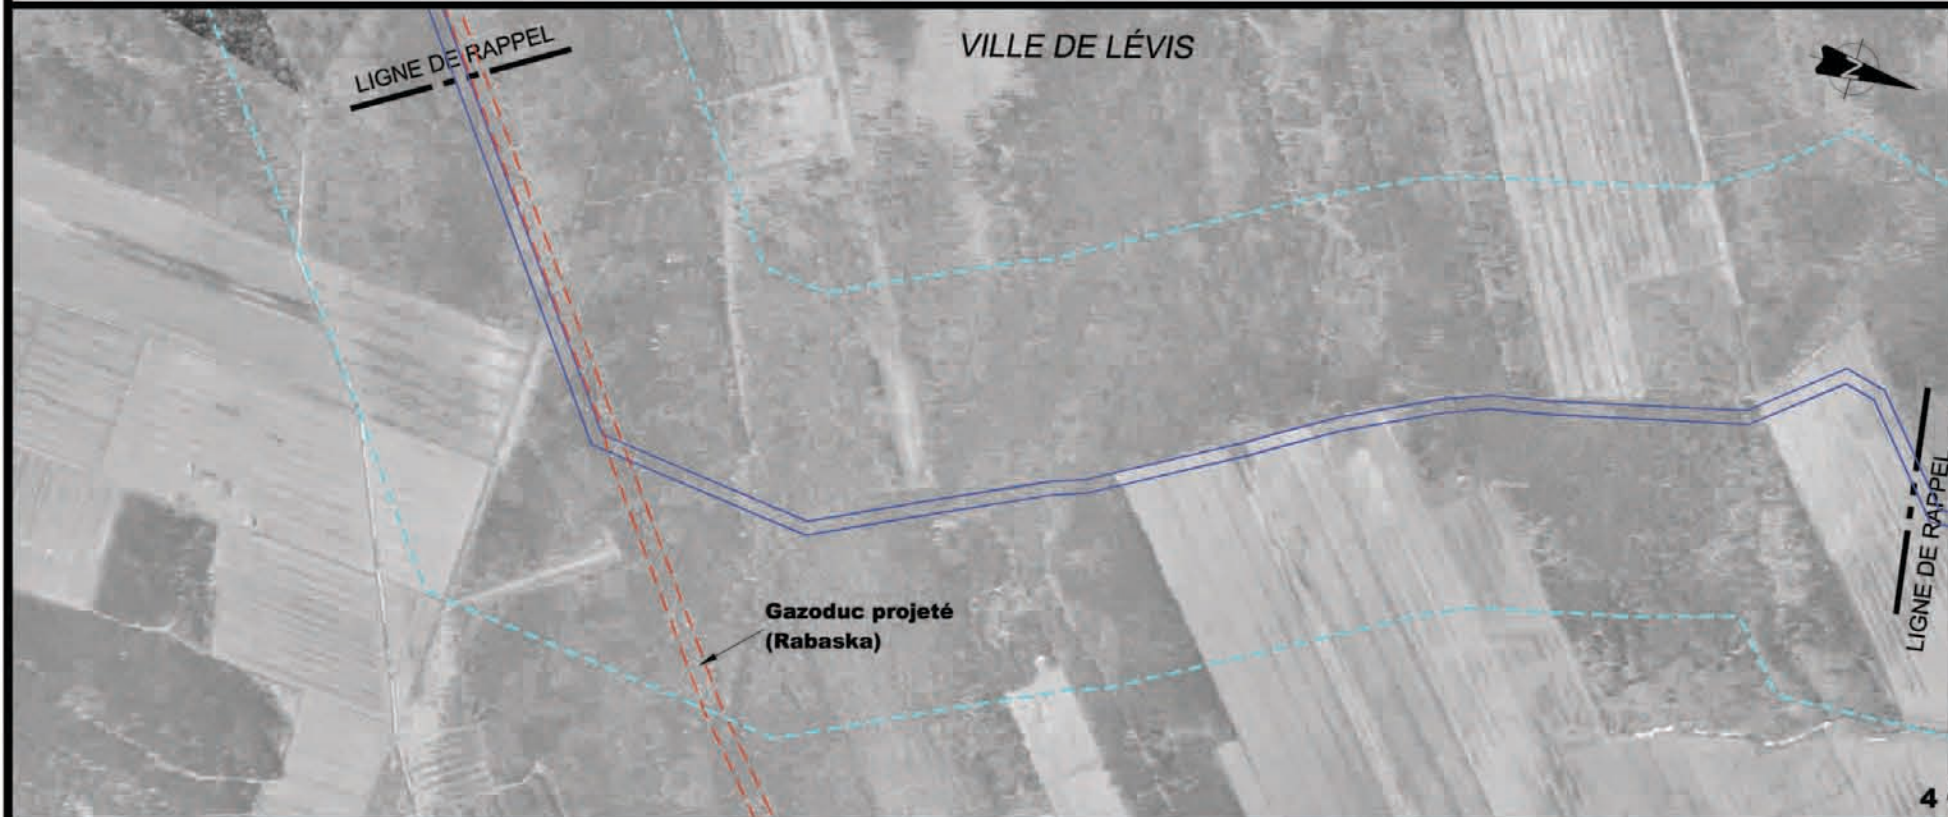 VILLE DE LÉVIS
LIGNE DE RAPPEL
N
LIGNE DE RAPPEL
Gazoduc projeté
(Rabaska)
4